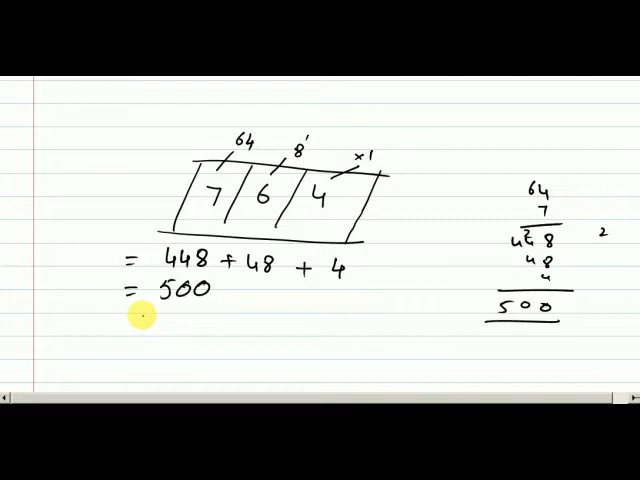 64 8' ×1
7 6 4
= 448 + 48 + 4
= 500
64
7
448 2
48
4
500